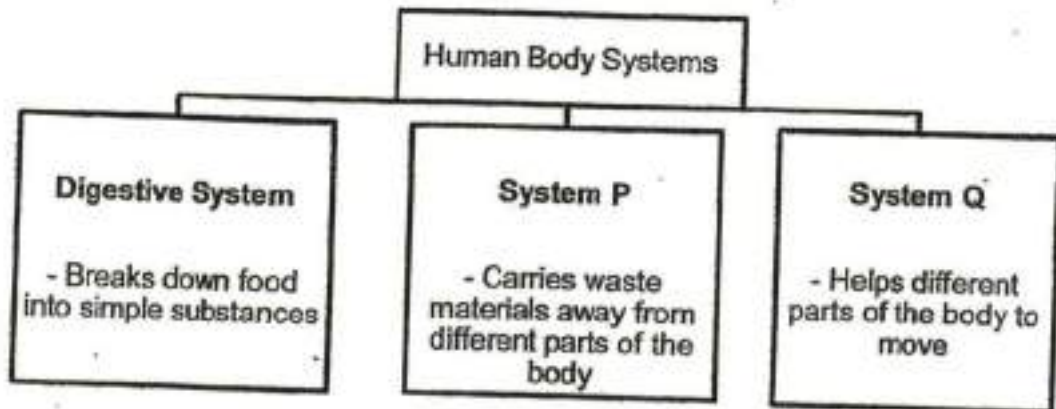 Human Body Systems
Digestive System
- Breaks down food
into simple substances
System P
- Carries waste
materials away from
different parts of the
body
System Q
- Helps different
parts of the body to
move